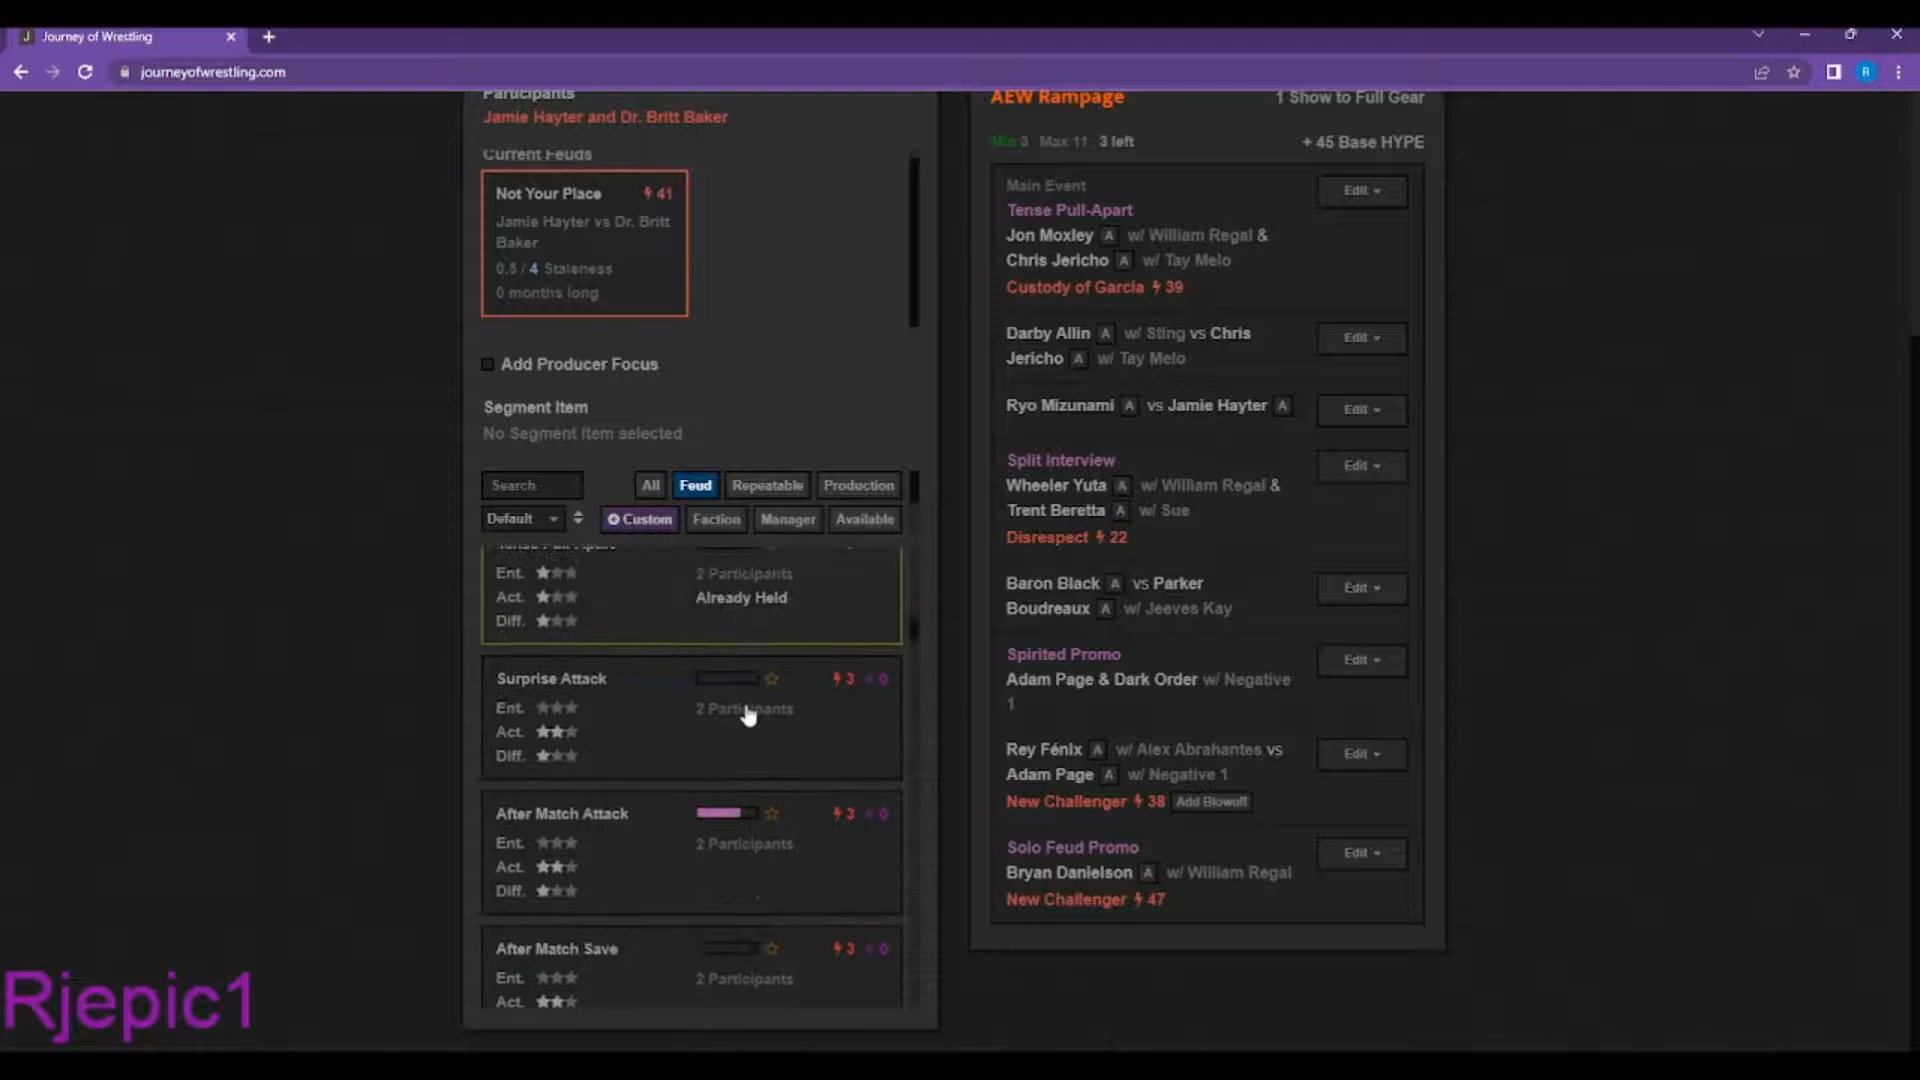 Journey of Wrestling
journeyofwrestling.com
R
Participants
Jamie Hayter and Dr. Britt Baker
Current Feuds
Not Your Place 41
Jamie Hayter vs Dr. Britt
Baker
0.5 / 4 Staleness
0 months long
Add Producer Focus
Segment Item
No Segment Item selected
Search All Feud Repeatable Production
Default Custom Faction Manager Available
Tense Pull-Apart
Ent. 2 Participants
Act. Already Held
Diff.
Surprise Attack 3 0
Ent. 2 Participants
Act.
Diff.
After Match Attack 3 0
Ent. 2 Participants
Act.
Diff.
After Match Save 3 0
Ent. 2 Participants
Act.
AEW Rampage 1 Show to Full Gear
Min 3 Max 11 3 left + 45 Base HYPE
Main Event Edit
Tense Pull-Apart
Jon Moxley A w/ William Regal &
Chris Jericho A w/ Tay Melo
Custody of Garcia 39
Darby Allin A w/ Sting vs Chris Edit
Jericho A w/ Tay Melo
Ryo Mizunami A vs Jamie Hayter A Edit
Split Interview Edit
Wheeler Yuta A w/ William Regal &
Trent Beretta A w/ Sue
Disrespect 22
Baron Black A vs Parker Edit
Boudreaux A w/ Jeeves Kay
Spirited Promo Edit
Adam Page & Dark Order w/ Negative
1
Rey Fénix A w/ Alex Abrahantes vs Edit
Adam Page A w/ Negative 1
New Challenger 38 Add Blowoff
Solo Feud Promo Edit
Bryan Danielson A w/ William Regal
New Challenger 47
Rjepic1